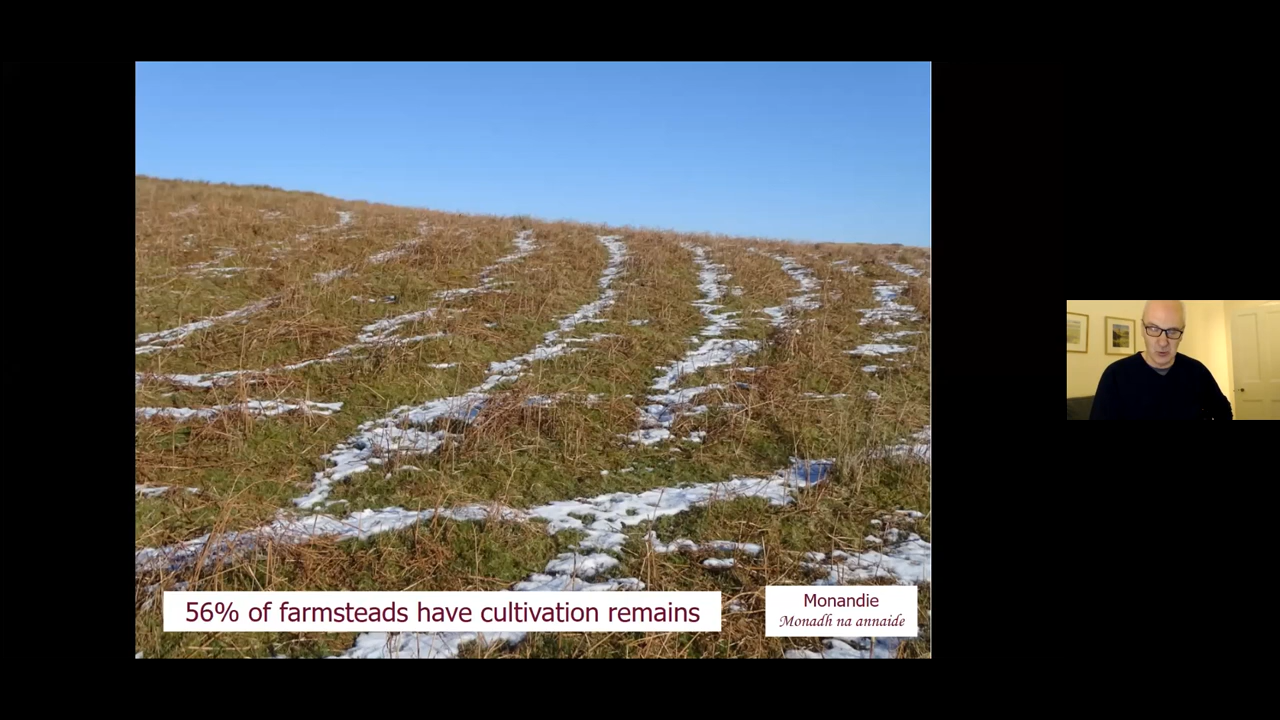 56% of farmsteads have cultivation remains
Monandie
Monadh na annaide